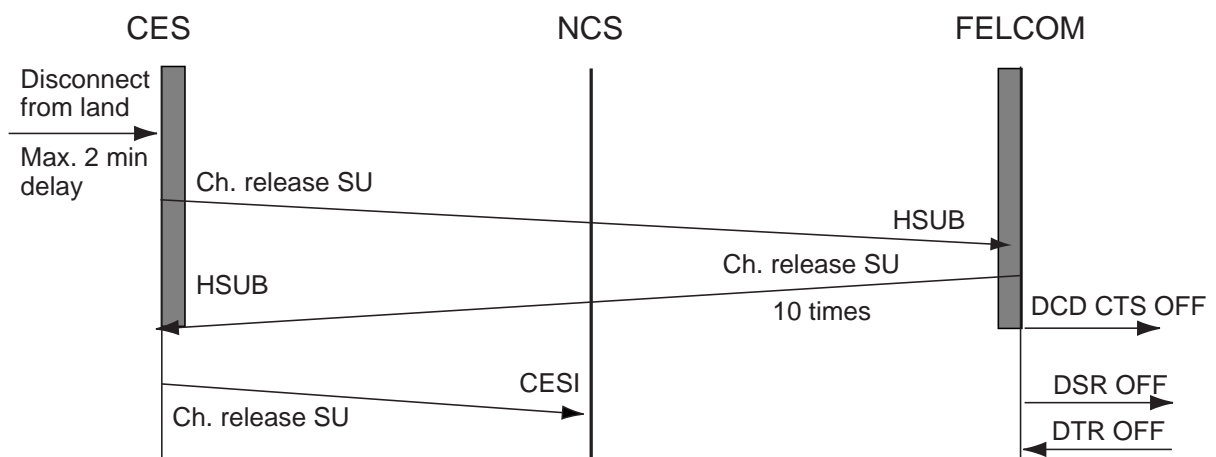 CES
NCS
FELCOM
Disconnect
from land
Max. 2 min
delay
Ch. release SU
HSUB
Ch. release SU
HSUB
10 times
DCD CTS OFF
CESI
DSR OFF
Ch. release SU
DTR OFF